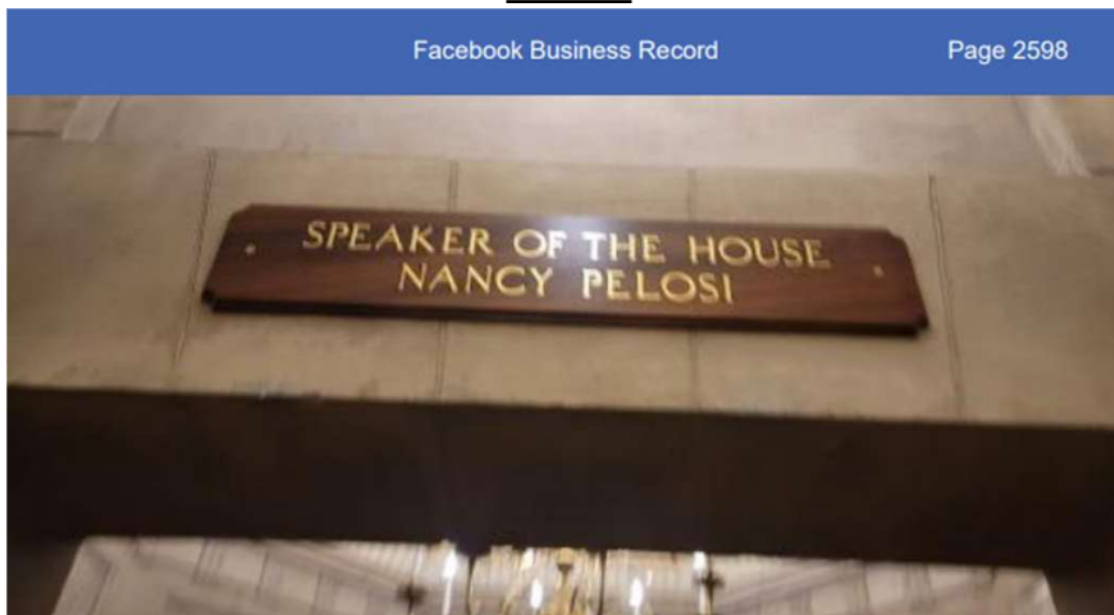 Facebook Business Record Page 2598
SPEAKER OF THE HOUSE
NANCY PELOSI